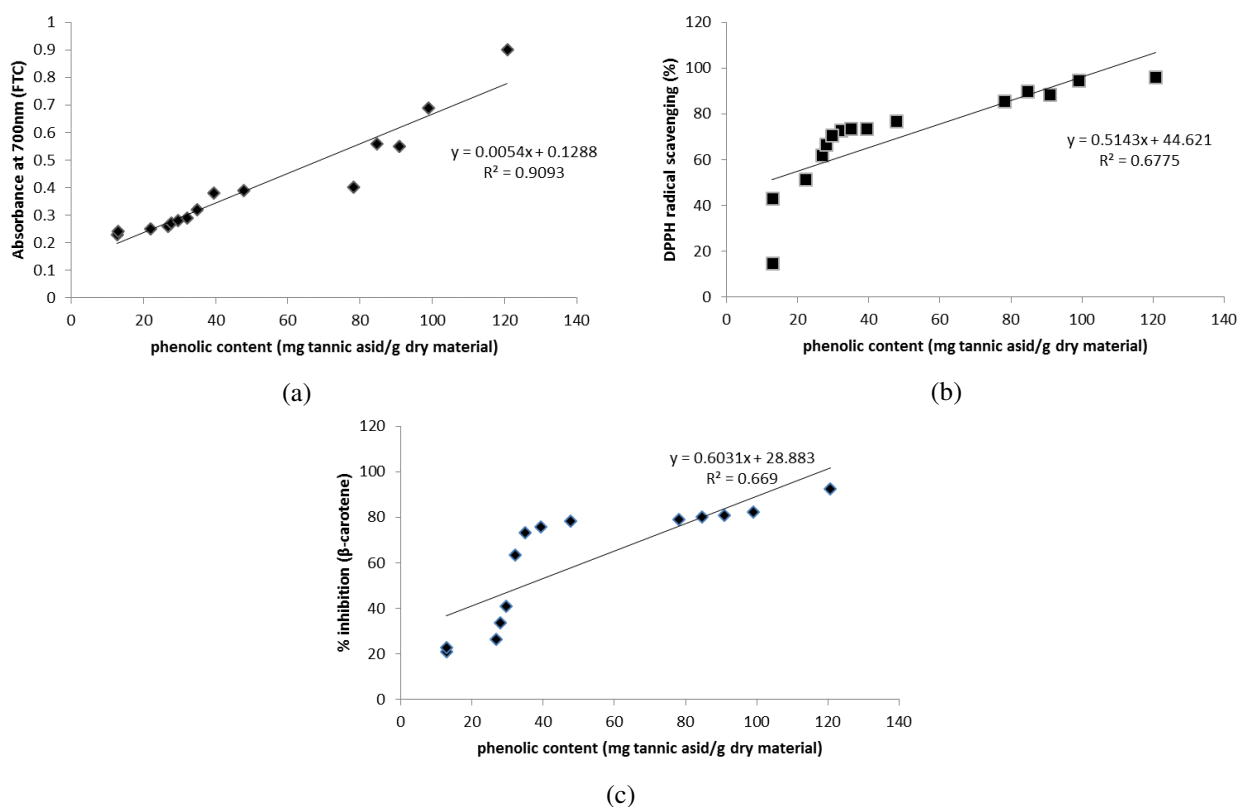 1
0.9
0.8
0.7
0.6
0.5
0.4
0.3
0.2
0.1
0
Absorbance at 700nm (FTC)
y = 0.0054x + 0.1288
R² = 0.9093
0 20 40 60 80 100 120 140
phenolic content (mg tannic asid/g dry material)
(a)
120
100
80
60
40
20
0
DPPH radical scavenging (%)
y = 0.5143x + 44.621
R² = 0.6775
0 20 40 60 80 100 120 140
phenolic content (mg tannic asid/g dry material)
(b)
120
100
80
60
40
20
0
% inhibition (β-carotene)
y = 0.6031x + 28.883
R² = 0.669
0 20 40 60 80 100 120 140
phenolic content (mg tannic asid/g dry material)
(c)